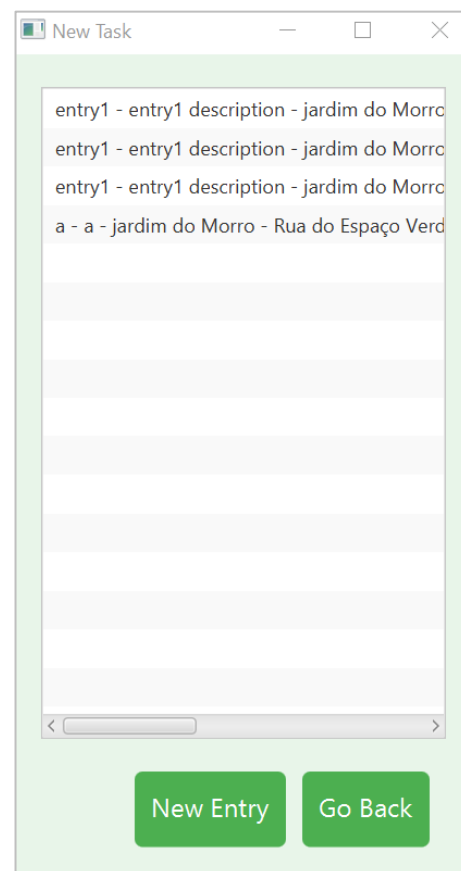 New Task
entry1 - entry1 description - jardim do Morro
entry1 - entry1 description - jardim do Morro
entry1 - entry1 description - jardim do Morro
a - a - jardim do Morro - Rua do Espaço Verd
New Entry
Go Back